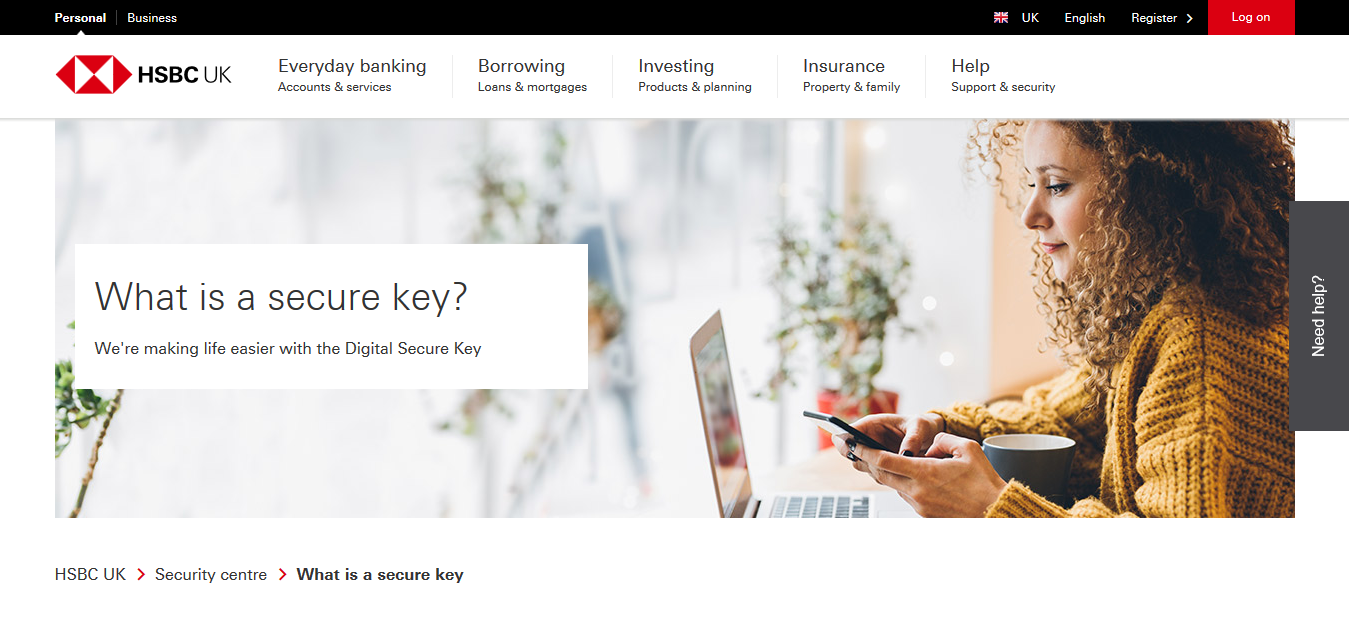 Personal
Business
UK
English
Register
Log on
HSBC UK
Everyday banking
Accounts & services
Borrowing
Loans & mortgages
Investing
Products & planning
Insurance
Property & family
Help
Support & security
What is a secure key?
We're making life easier with the Digital Secure Key
Need help?
HSBC UK
Security centre
What is a secure key